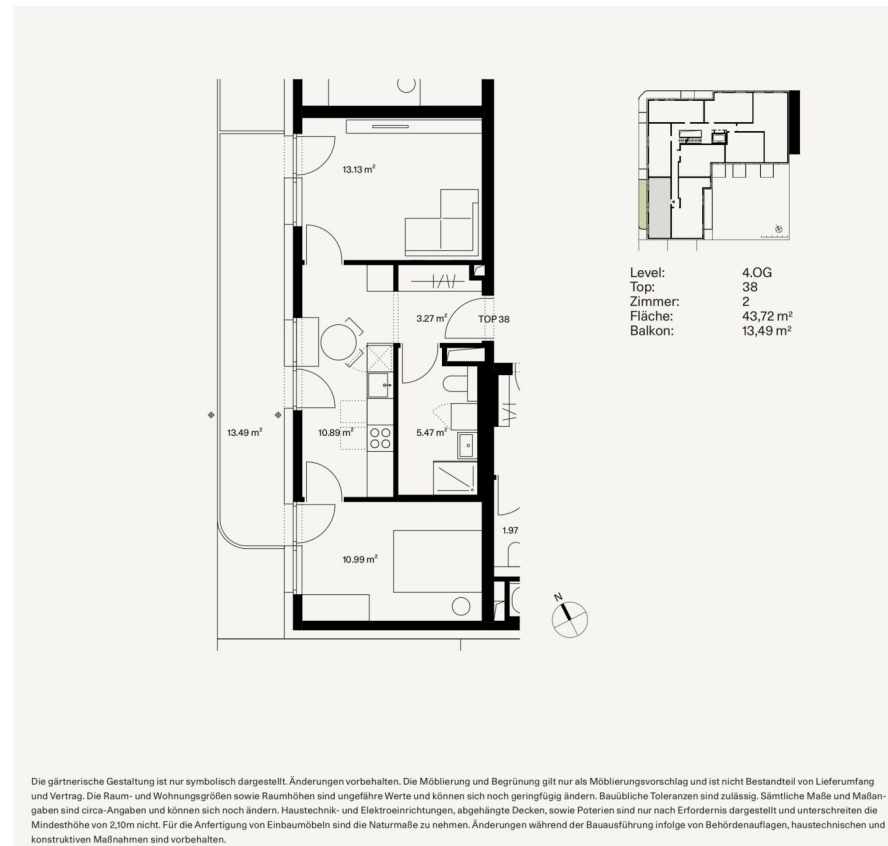 13.13 m²
3.27 m²
TOP 38
13.49 m²
10.89 m²
5.47 m²
1.97
10.99 m²
N
Level: 4.OG
Top: 38
Zimmer: 2
Fläche: 43,72 m²
Balkon: 13,49 m²
Die gärtnerische Gestaltung ist nur symbolisch dargestellt. Änderungen vorbehalten. Die Möblierung und Begrünung gilt nur als Möblierungsvorschlag und ist nicht Bestandteil von Lieferumfang
und Vertrag. Die Raum- und Wohnungsgrößen sowie Raumhöhen sind ungefähre Werte und können sich noch geringfügig ändern. Bauübliche Toleranzen sind zulässig. Sämtliche Maße und Maßan-
gaben sind circa-Angaben und können sich noch ändern. Haustechnik- und Elektroeinrichtungen, abgehängte Decken, sowie Poterien sind nur nach Erfordernis dargestellt und unterschreiten die
Mindesthöhe von 2,10m nicht. Für die Anfertigung von Einbaumöbeln sind die Naturmaße zu nehmen. Änderungen während der Bauausführung infolge von Behördenauflagen, haustechnischen und
konstruktiven Maßnahmen sind vorbehalten.